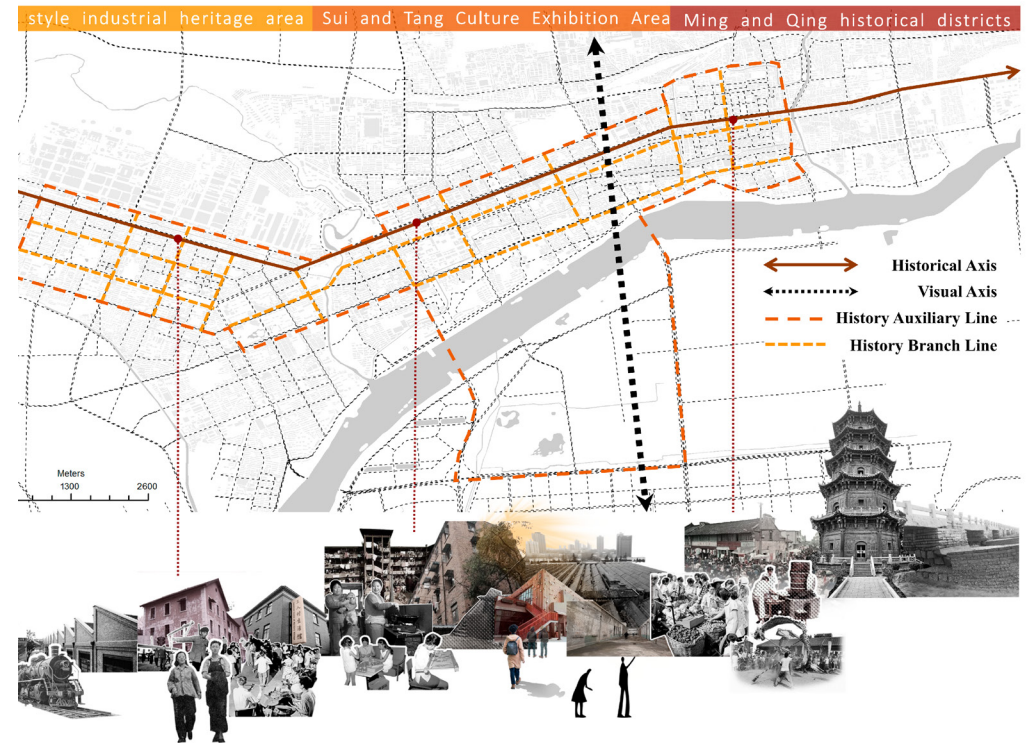 style industrial heritage area
Sui and Tang Culture Exhibition Area
Ming and Qing historical districts
Historical Axis
Visual Axis
History Auxiliary Line
History Branch Line
Meters
1300 2600